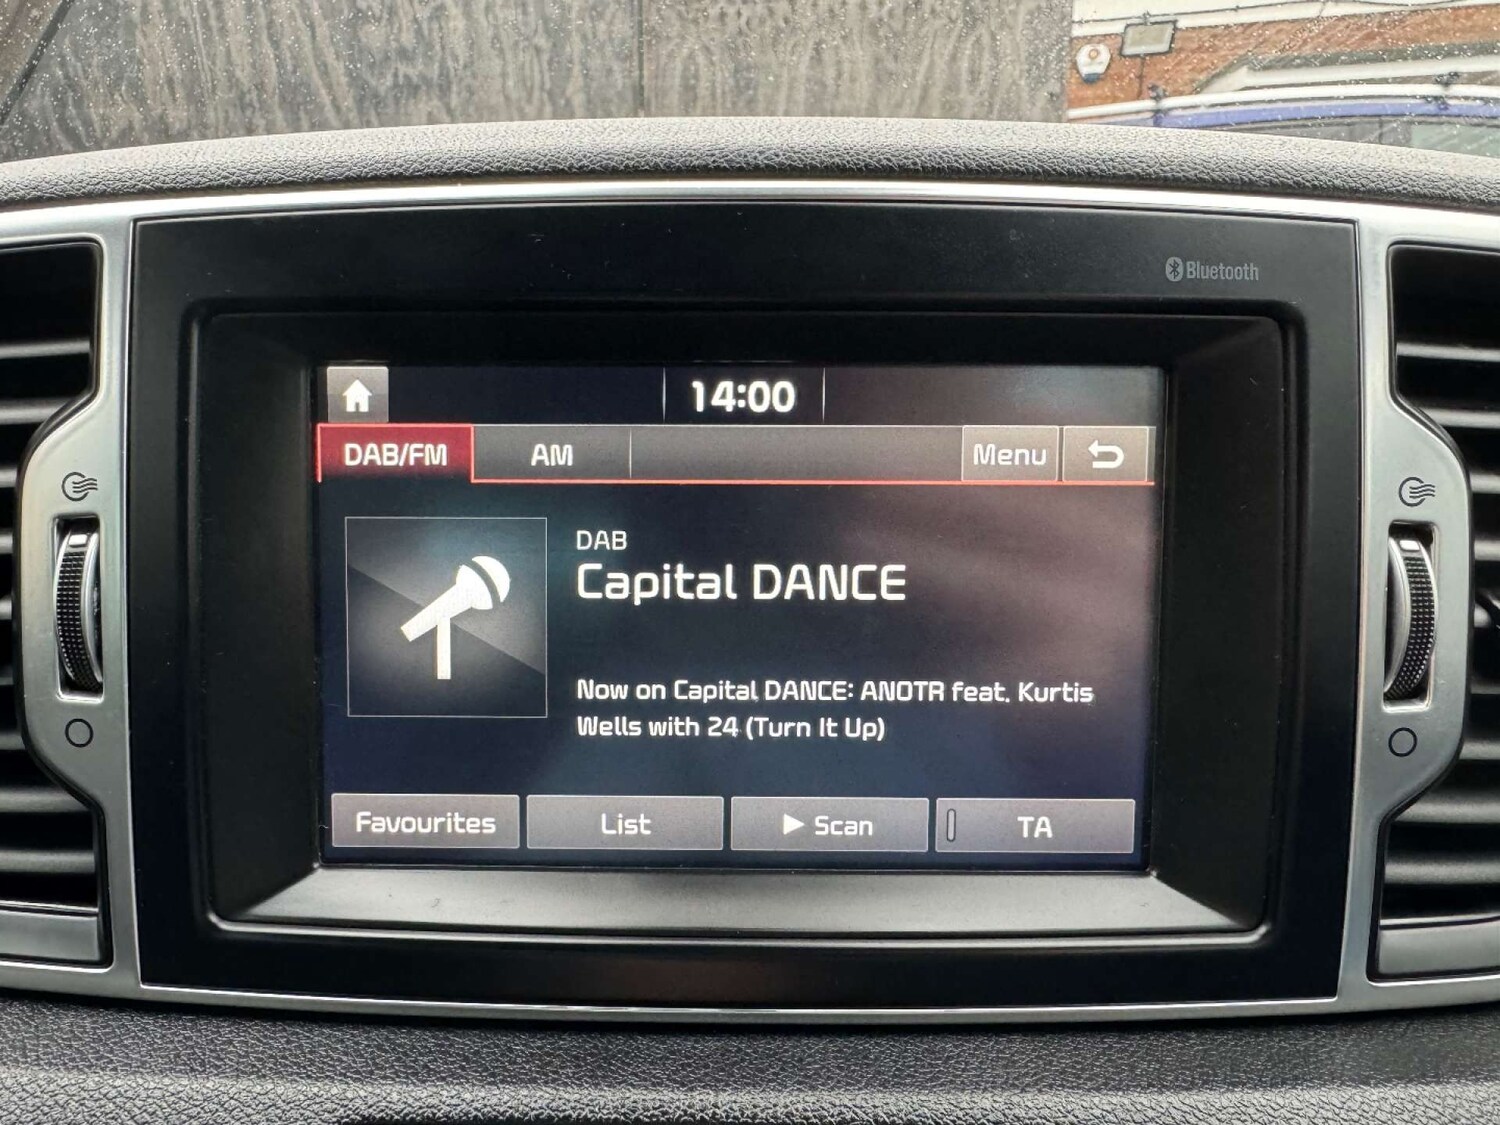 Bluetooth
14:00
DAB/FM AM Menu
DAB
Capital DANCE
Now on Capital DANCE: ANOTR feat. Kurtis
Wells with 24 (Turn It Up)
Favourites List Scan TA